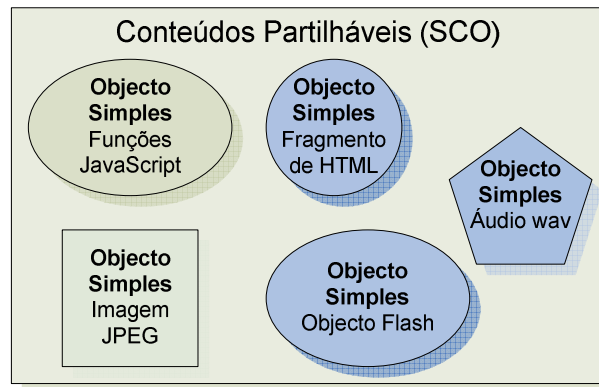 Conteúdos Partilháveis (SCO)
Objecto
Simples
Funções
JavaScript
Objecto
Simples
Fragmento
de HTML
Objecto
Simples
Áudio wav
Objecto
Simples
Imagem
JPEG
Objecto
Simples
Objecto Flash